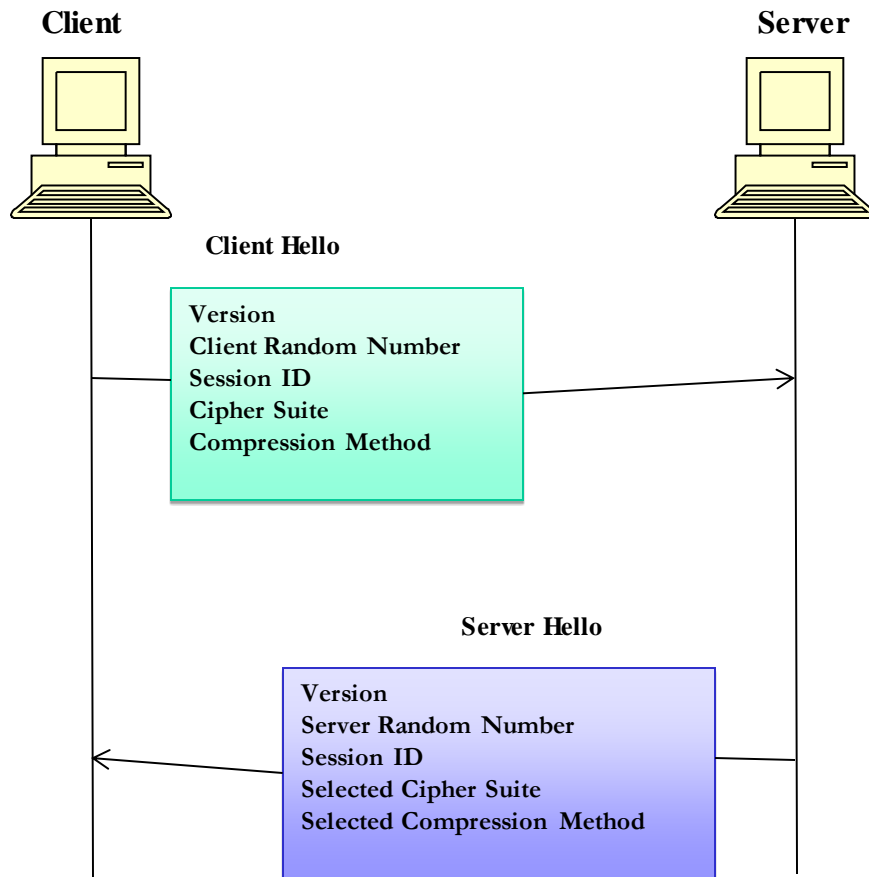 Client
Server
Client Hello
Version
Client Random Number
Session ID
Cipher Suite
Compression Method
Server Hello
Version
Server Random Number
Session ID
Selected Cipher Suite
Selected Compression Method